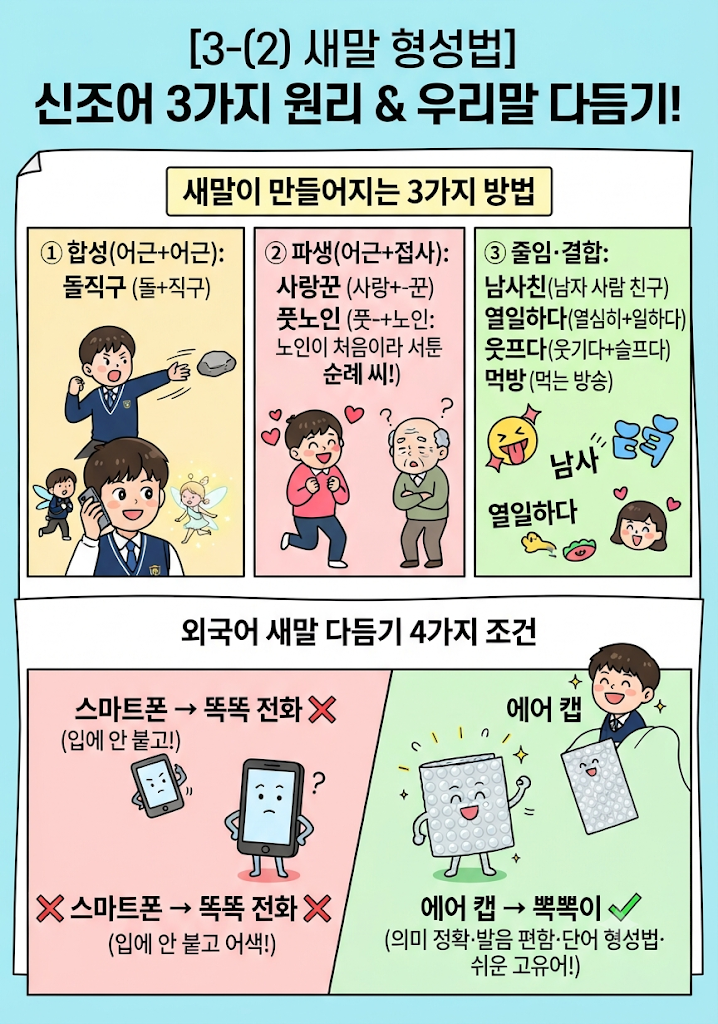 [3-(2) 새말 형성법]
신조어 3가지 원리 & 우리말 다듬기!
새말이 만들어지는 3가지 방법
① 합성(어근+어근):
돌직구 (돌+직구)
② 파생(어근+접사):
사랑꾼 (사랑+-꾼)
풋노인 (풋-+노인:
노인이 처음이라 서툰
순례 씨!)
③ 줄임·결합:
남사친(남자 사람 친구)
열일하다(열심히+일하다)
웃프다(웃기다+슬프다)
먹방 (먹는 방송)
남사
열일하다
외국어 새말 다듬기 4가지 조건
스마트폰 → 똑똑 전화 ❌
(입에 안 붙고!)
?
❌ 스마트폰 → 똑똑 전화 ❌
(입에 안 붙고 어색!)
에어 캡
에어 캡 → 뽁뽁이 ✓
(의미 정확·발음 편함·단어 형성법·
쉬운 고유어!)